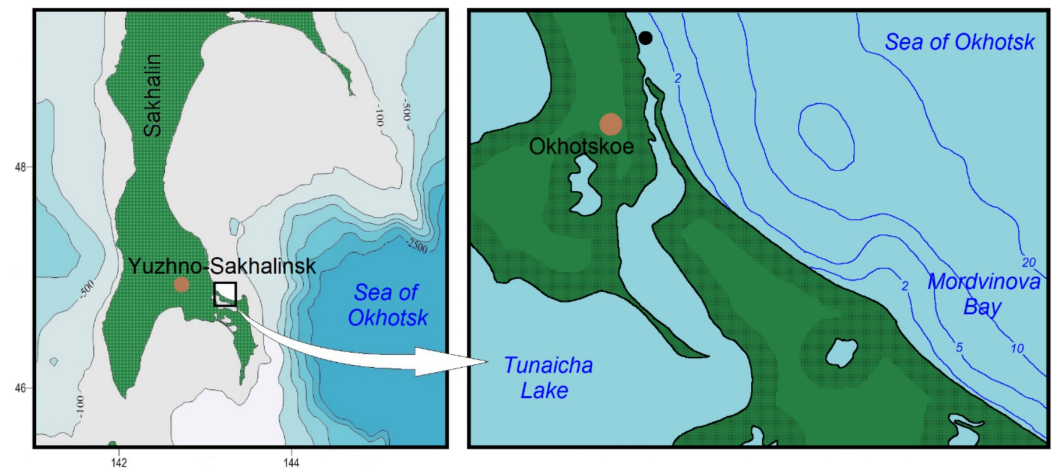 Sakhalin
-100
-500
48
Yuzhno-Sakhalinsk
-2500
-500
Sea of
Okhotsk
46
-100
142
144
Sea of Okhotsk
2
Okhotskoe
20
Mordvinova
Bay
2
5
10
Tunaicha
Lake